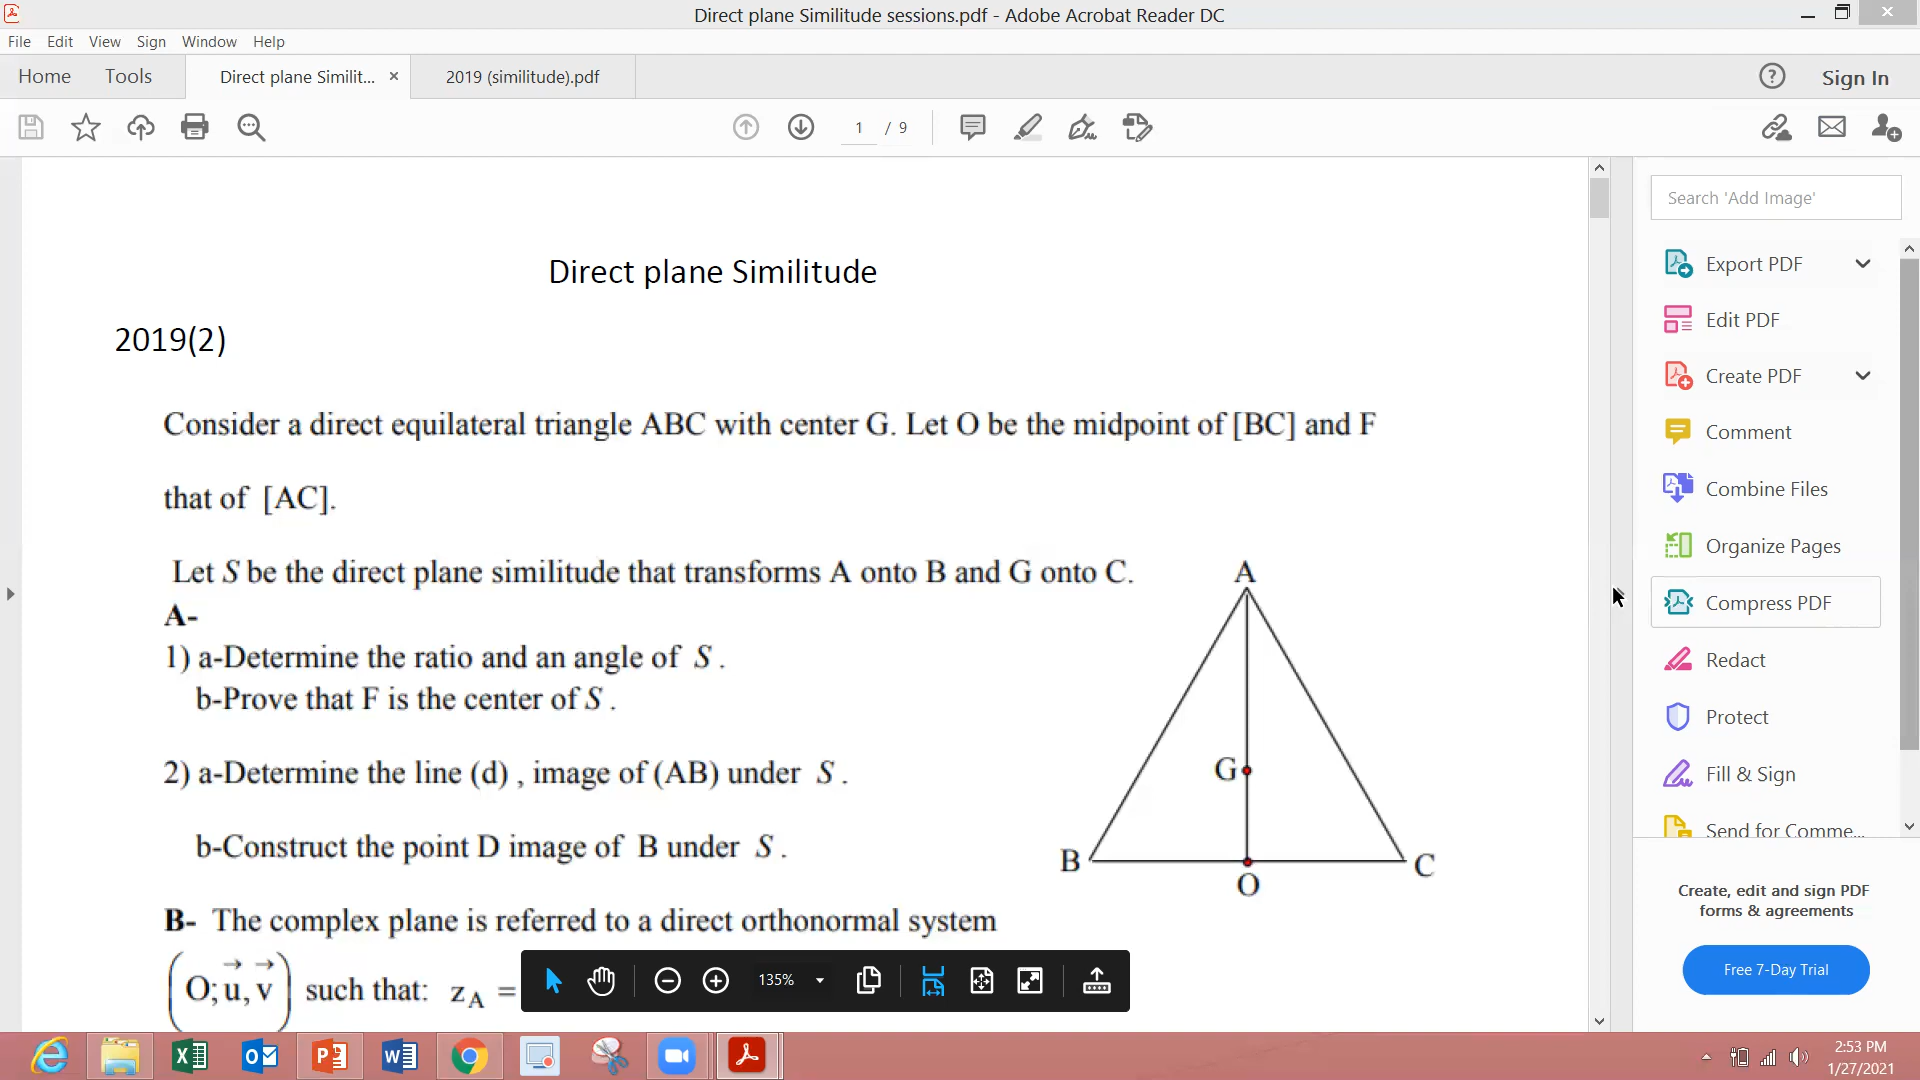 Direct plane Similitude sessions.pdf - Adobe Acrobat Reader DC
File Edit View Sign Window Help
Home Tools Direct plane Similit... × 2019 (similitude).pdf Sign In
1 / 9
Search 'Add Image'
Export PDF
Edit PDF
Create PDF
Comment
Combine Files
Organize Pages
Compress PDF
Redact
Protect
Fill & Sign
Send for Comme...
Create, edit and sign PDF
forms & agreements
Free 7-Day Trial
Direct plane Similitude
2019(2)
Consider a direct equilateral triangle ABC with center G. Let O be the midpoint of [BC] and F
that of [AC].
Let S be the direct plane similitude that transforms A onto B and G onto C.
A-
1) a-Determine the ratio and an angle of S .
b-Prove that F is the center of S .
2) a-Determine the line (d) , image of (AB) under S .
b-Construct the point D image of B under S .
A
G
B
C
O
B- The complex plane is referred to a direct orthonormal system
(O; u→, v→) such that: z_A =
135%
2:53 PM
1/27/2021